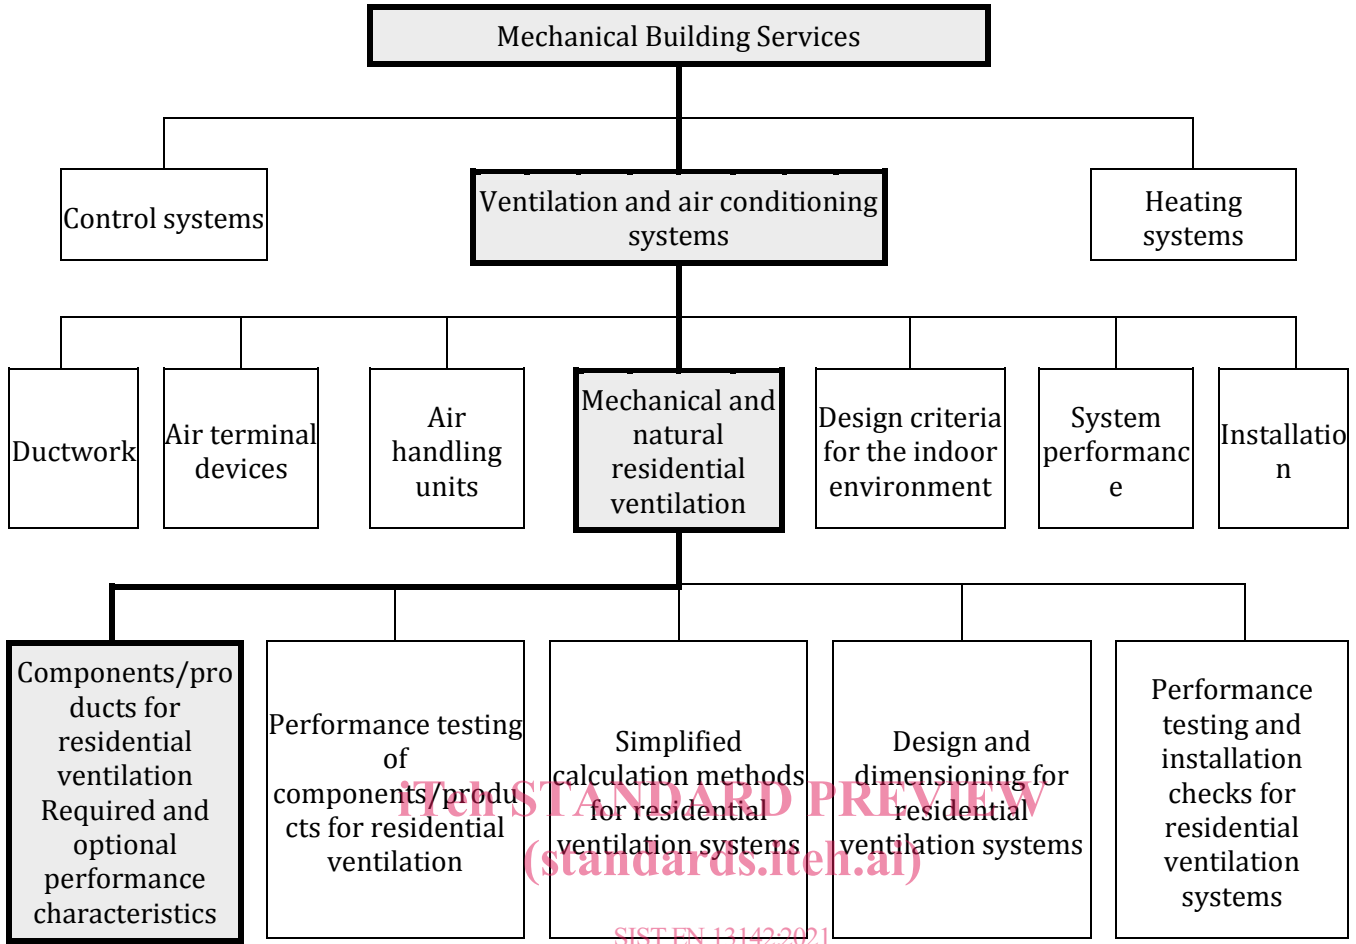 Mechanical Building Services
Control systems
Ventilation and air conditioning
systems
Heating
systems
Ductwork
Air terminal
devices
Air
handling
units
Mechanical and
natural
residential
ventilation
Design criteria
for the indoor
environment
System
performanc
e
Installatio
n
Components/pro
ducts for
residential
ventilation
Required and
optional
performance
characteristics
Performance testing
of
components/produ
cts for residential
ventilation
Simplified
calculation methods
for residential
ventilation systems
Design and
dimensioning for
residential
ventilation systems
Performance
testing and
installation
checks for
residential
ventilation
systems
iTeh STANDARD PREVIEW
(standards.iteh.ai)
SIST EN 13142:2021